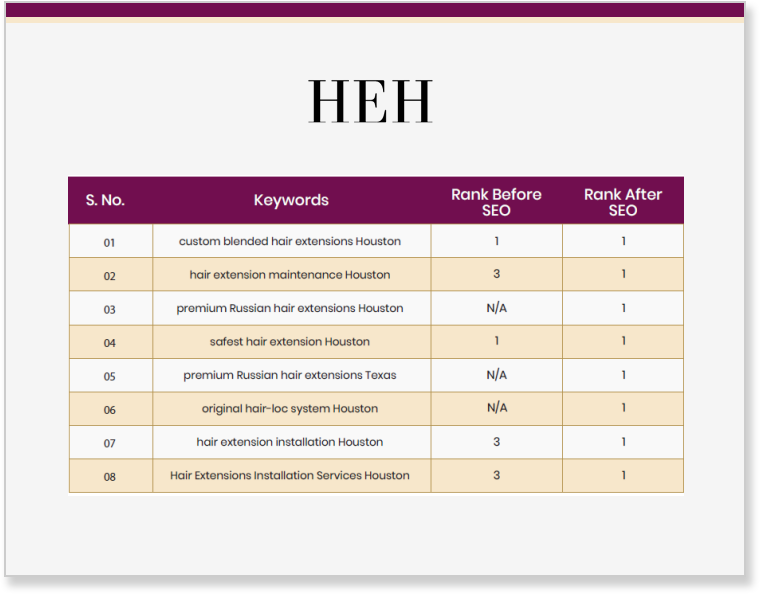 HEH
S. No. Keywords Rank Before SEO Rank After SEO
01 custom blended hair extensions Houston 1 1
02 hair extension maintenance Houston 3 1
03 premium Russian hair extensions Houston N/A 1
04 safest hair extension Houston 1 1
05 premium Russian hair extensions Texas N/A 1
06 original hair-loc system Houston N/A 1
07 hair extension installation Houston 3 1
08 Hair Extensions Installation Services Houston 3 1